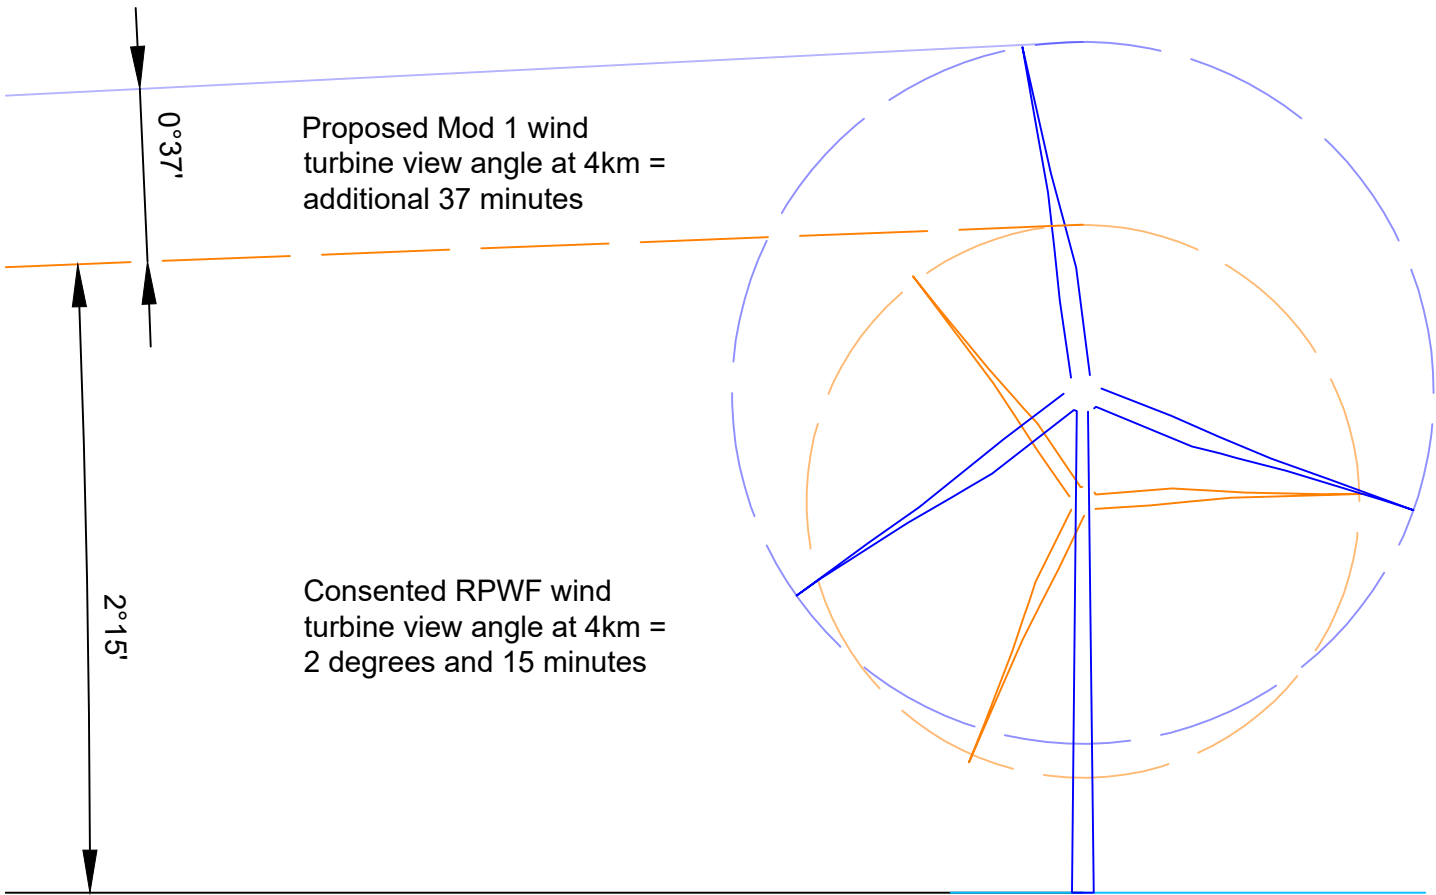 0°37'
Proposed Mod 1 wind
turbine view angle at 4km =
additional 37 minutes
2°15'
Consented RPWF wind
turbine view angle at 4km =
2 degrees and 15 minutes